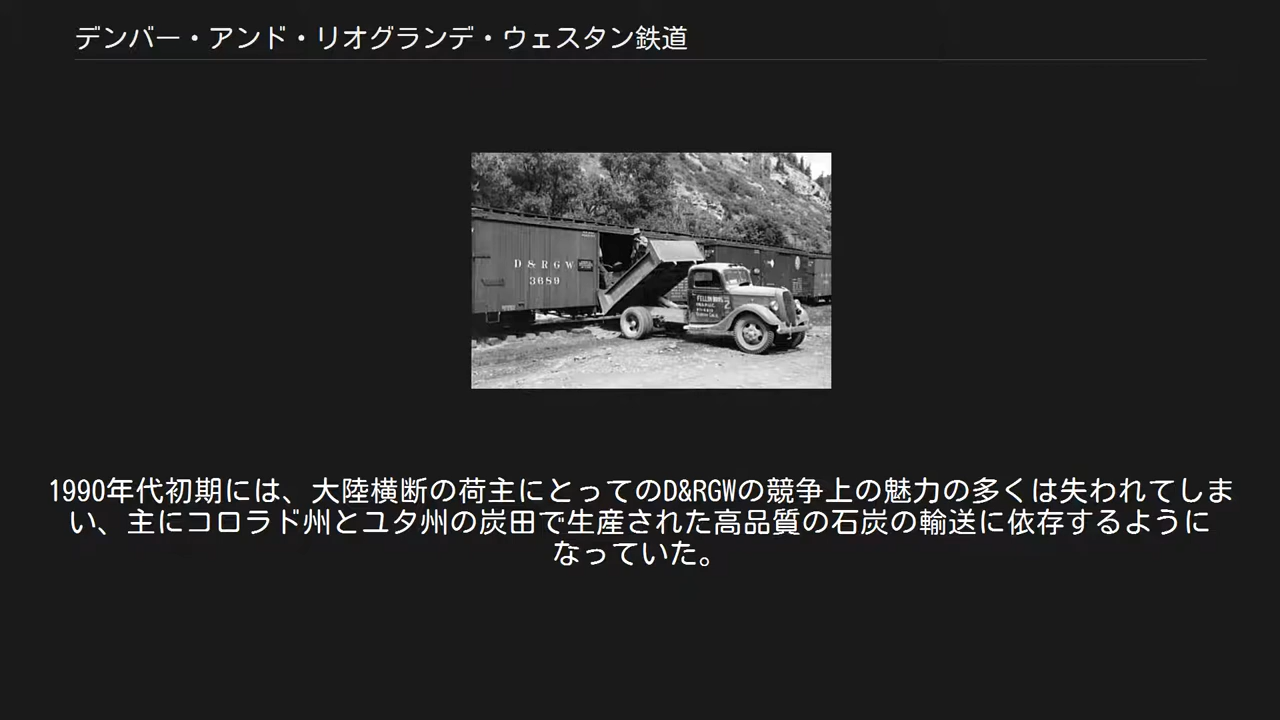 デンバー・アンド・リオグランデ・ウェスタン鉄道
D & R G W
3689
1990年代初期には、大陸横断の荷主にとってのD&RGWの競争上の魅力の多くは失われてしま
い、主にコロラド州とユタ州の炭田で生産された高品質の石炭の輸送に依存するように
なっていた。